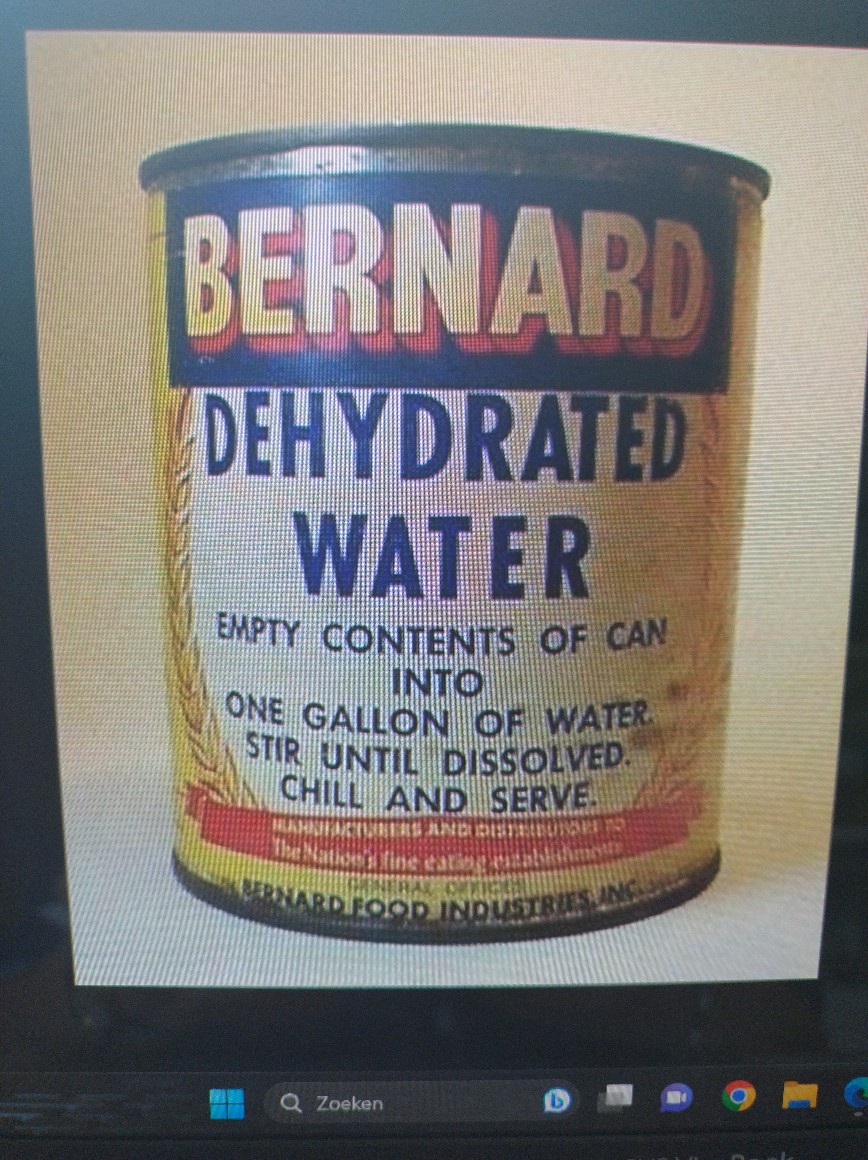 BERNARD
DEHYDRATED
WATER
EMPTY CONTENTS OF CAN
INTO
ONE GALLON OF WATER.
STIR UNTIL DISSOLVED.
CHILL AND SERVE.
MANUFACTURERS AND DISTRIBUTORS TO
The Nation's fine eating establishments
GENERAL OFFICES
BERNARD FOOD INDUSTRIES, INC.
Zoeken